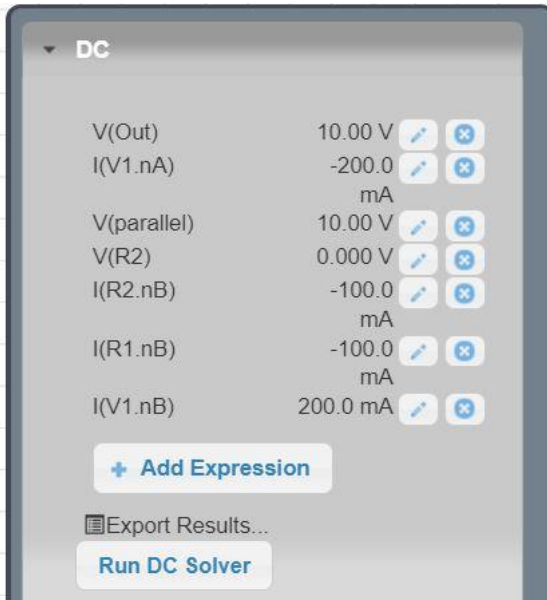 DC
V(Out) 10.00 V
I(V1.nA) -200.0
mA
V(parallel) 10.00 V
V(R2) 0.000 V
I(R2.nB) -100.0
mA
I(R1.nB) -100.0
mA
I(V1.nB) 200.0 mA
+ Add Expression
Export Results...
Run DC Solver